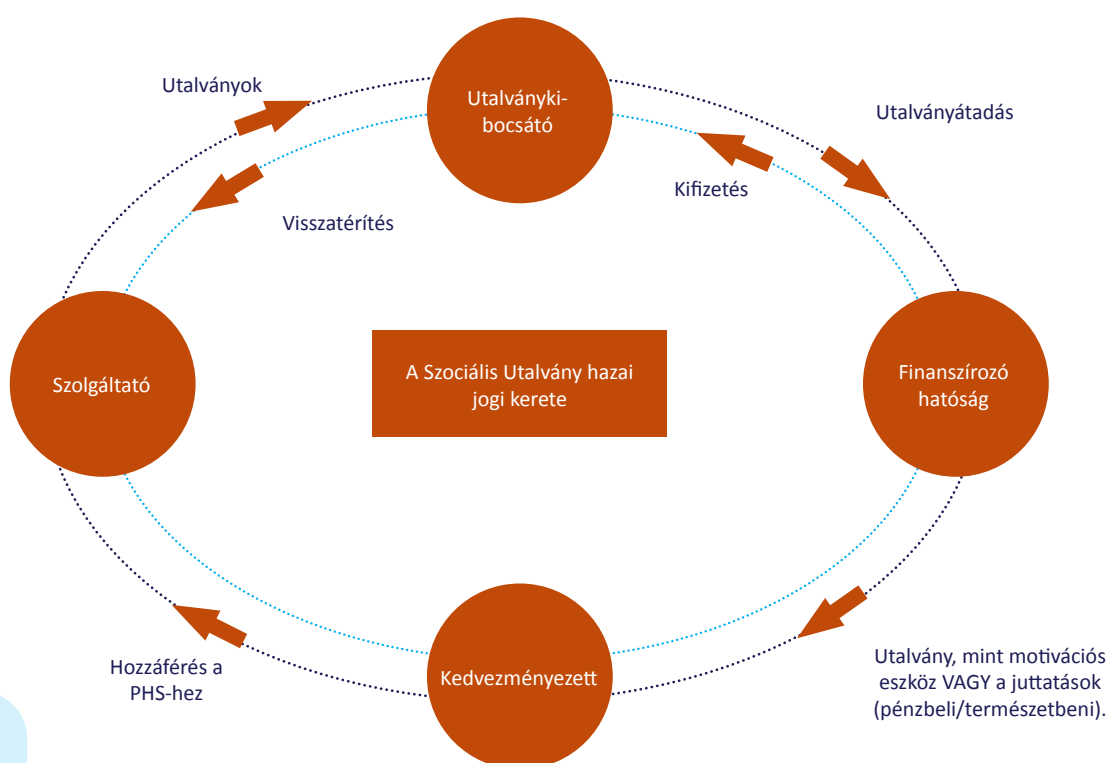 Utalványok
Utalványki-
bocsátó
Utalványátadás
Kifizetés
Visszatérítés
Szolgáltató
A Szociális Utalvány hazai
jogi kerete
Finanszírozó
hatóság
Hozzáférés a
PHS-hez
Kedvezményezett
Utalvány, mint motivációs
eszköz VAGY a juttatások
(pénzbeli/természetbeni).